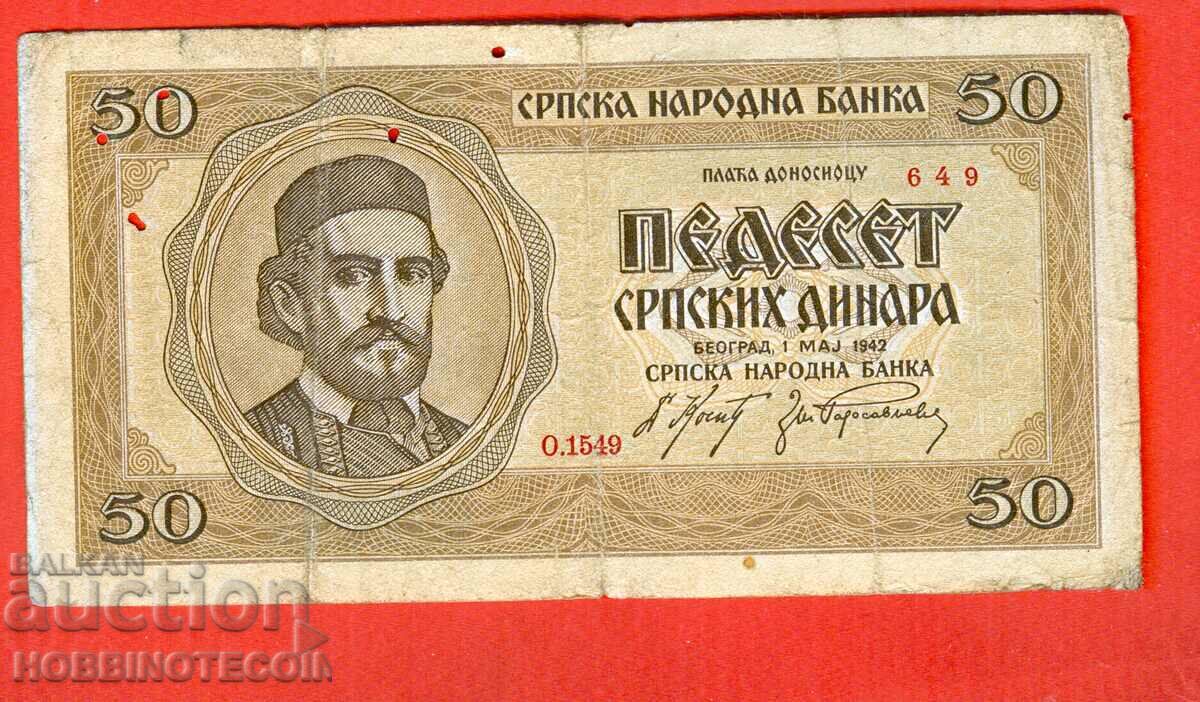 50
СРПСКА НАРОДНА БАНКА
50
ПЛАЋА ДОНОСИОЦУ 649
ПЕДЕСЕТ
СРПСКИХ ДИНАРА
БЕОГРАД, 1 МАЈ 1942
СРПСКА НАРОДНА БАНКА
О.1549
50
50
BALKAN
auction
HOBBINOTECOIN